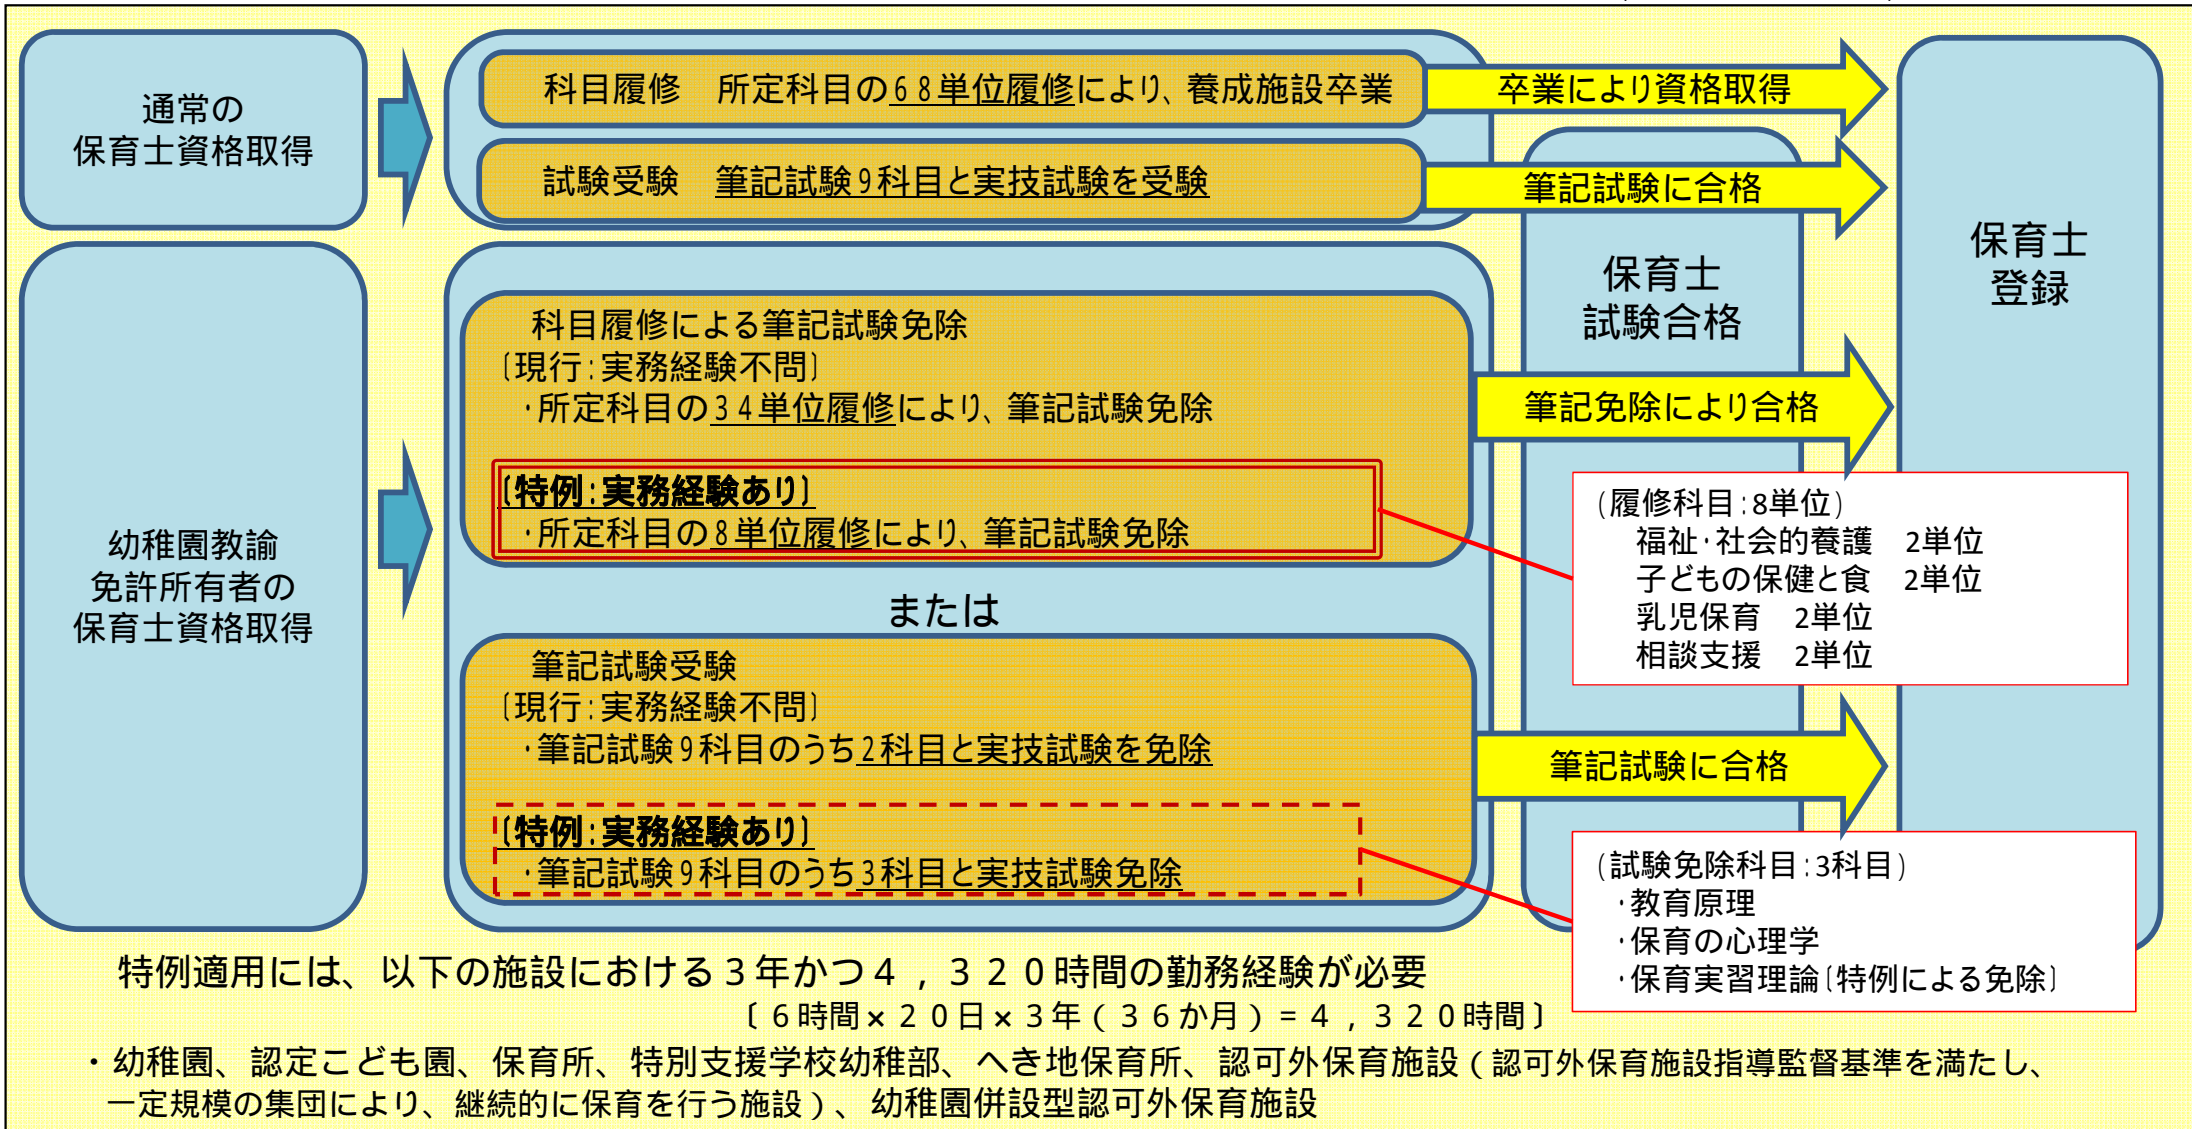 通常の
保育士資格取得
科目履修　所定科目の６８単位履修により、養成施設卒業
卒業により資格取得
試験受験　筆記試験９科目と実技試験を受験
筆記試験に合格
幼稚園教諭
免許所有者の
保育士資格取得
科目履修による筆記試験免除
〔現行：実務経験不問〕
・所定科目の３４単位履修により、筆記試験免除
〔特例：実務経験あり〕
・所定科目の８単位履修により、筆記試験免除
または
筆記試験受験
〔現行：実務経験不問〕
・筆記試験９科目のうち２科目と実技試験を免除
〔特例：実務経験あり〕
・筆記試験９科目のうち３科目と実技試験免除
保育士
試験合格
筆記免除により合格
筆記試験に合格
保育士
登録
（履修科目：8単位）
福祉・社会的養護　2単位
子どもの保健と食　2単位
乳児保育　2単位
相談支援　2単位
（試験免除科目：3科目）
・教育原理
・保育の心理学
・保育実習理論〔特例による免除〕
特例適用には、以下の施設における３年かつ４，３２０時間の勤務経験が必要
〔６時間×２０日×３年（３６か月）＝４，３２０時間〕
・幼稚園、認定こども園、保育所、特別支援学校幼稚部、へき地保育所、認可外保育施設（認可外保育施設指導監督基準を満たし、
一定規模の集団により、継続的に保育を行う施設）、幼稚園併設型認可外保育施設